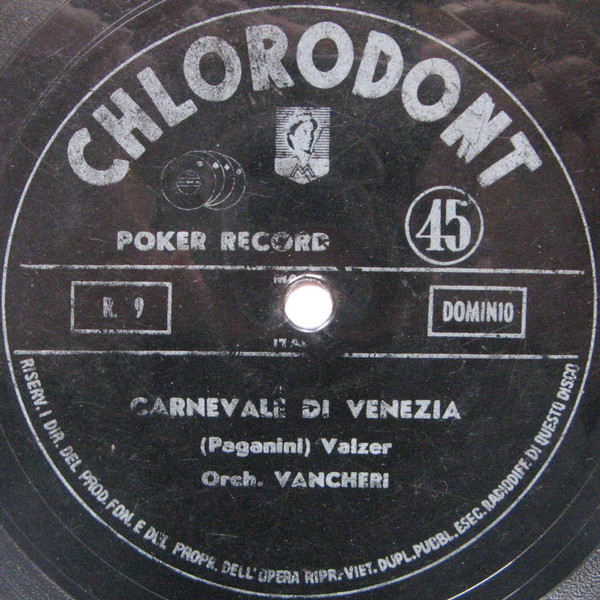 CHLORODONT
POKER RECORD
45
R. 9
DOMINIO
CARNEVALE DI VENEZIA
(Paganini) Valzer
Orch. VANCHERI
RISERV. I DIR. DEL PROD. FON. E DEL PROPR. DELL'OPERA RIPR.-VIET. DUPL. PUBBL. ESEC. RADIODIFF. DI QUESTO DISCO